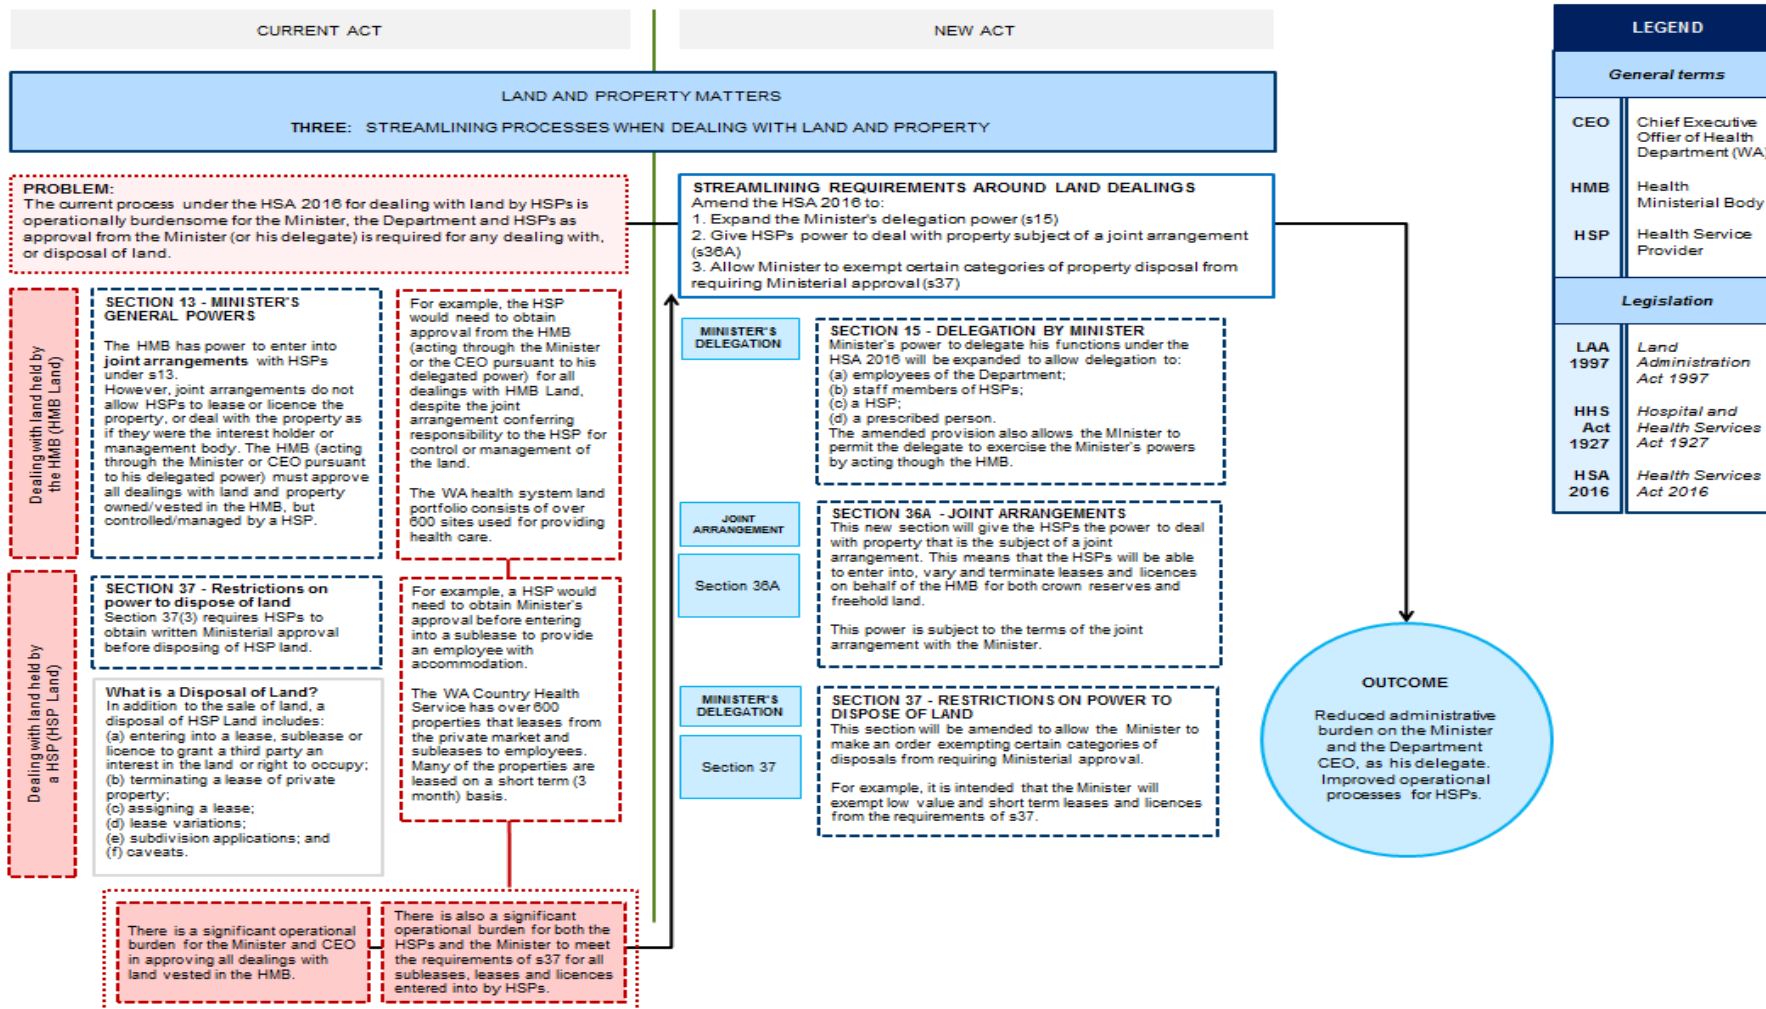 CURRENT ACT
NEW ACT
LAND AND PROPERTY MATTERS
THREE: STREAMLINING PROCESSES WHEN DEALING WITH LAND AND PROPERTY
PROBLEM:
The current process under the HSA 2016 for dealing with land by HSPs is
operationally burdensome for the Minister, the Department and HSPs as
approval from the Minister (or his delegate) is required for any dealing with,
or disposal of land.
Dealing with land held by
the HMB (HMB Land)
SECTION 13 - MINISTER'S
GENERAL POWERS
The HMB has power to enter into
joint arrangements with HSPs
under s13.
However, joint arrangements do not
allow HSPs to lease or licence the
property, or deal with the property as
if they were the interest holder or
management body. The HMB (acting
through the Minister or CEO pursuant
to his delegated power) must approve
all dealings with land and property
owned/vested in the HMB, but
controlled/managed by a HSP.
For example, the HSP
would need to obtain
approval from the HMB
(acting through the Minister
or the CEO pursuant to his
delegated power) for all
dealings with HMB Land,
despite the joint
arrangement conferring
responsibility to the HSP for
control or management of
the land.
The WA health system land
portfolio consists of over
600 sites used for providing
health care.
Dealing with land held by
a HSP (HSP Land)
SECTION 37 - Restrictions on
power to dispose of land
Section 37(3) requires HSPs to
obtain written Ministerial approval
before disposing of HSP land.
What is a Disposal of Land?
In addition to the sale of land, a
disposal of HSP Land includes:
(a) entering into a lease, sublease or
licence to grant a third party an
interest in the land or right to occupy;
(b) terminating a lease of private
property;
(c) assigning a lease;
(d) lease variations;
(e) subdivision applications; and
(f) caveats.
For example, a HSP would
need to obtain Minister's
approval before entering
into a sublease to provide
an employee with
accommodation.
The WA Country Health
Service has over 600
properties that leases from
the private market and
subleases to employees.
Many of the properties are
leased on a short term (3
month) basis.
There is a significant operational
burden for the Minister and CEO
in approving all dealings with
land vested in the HMB.
There is also a significant
operational burden for both the
HSPs and the Minister to meet
the requirements of s37 for all
subleases, leases and licences
entered into by HSPs.
STREAMLINING REQUIREMENTS AROUND LAND DEALINGS
Amend the HSA 2016 to:
1. Expand the Minister's delegation power (s15)
2. Give HSPs power to deal with property subject of a joint arrangement
(s36A)
3. Allow Minister to exempt certain categories of property disposal from
requiring Ministerial approval (s37)
MINISTER'S
DELEGATION
SECTION 15 - DELEGATION BY MINISTER
Minister's power to delegate his functions under the
HSA 2016 will be expanded to allow delegation to:
(a) employees of the Department;
(b) staff members of HSPs;
(c) a HSP;
(d) a prescribed person.
The amended provision also allows the MInister to
permit the delegate to exercise the Minister's powers
by acting though the HMB.
JOINT
ARRANGEMENT
Section 36A
SECTION 36A - JOINT ARRANGEMENTS
This new section will give the HSPs the power to deal
with property that is the subject of a joint
arrangement. This means that the HSPs will be able
to enter into, vary and terminate leases and licences
on behalf of the HMB for both crown reserves and
freehold land.
This power is subject to the terms of the joint
arrangement with the Minister.
MINISTER'S
DELEGATION
Section 37
SECTION 37 - RESTRICTIONS ON POWER TO
DISPOSE OF LAND
This section will be amended to allow the Minister to
make an order exempting certain categories of
disposals from requiring Ministerial approval.
For example, it is intended that the Minister will
exempt low value and short term leases and licences
from the requirements of s37.
OUTCOME
Reduced administrative
burden on the Minister
and the Department
CEO, as his delegate.
Improved operational
processes for HSPs.
LEGEND
General terms
CEO
Chief Executive
Offier of Health
Department (WA)
HMB
Health
Ministerial Body
HSP
Health Service
Provider
Legislation
LAA
1997
Land
Administration
Act 1997
HHS
Act
1927
Hospital and
Health Services
Act 1927
HSA
2016
Health Services
Act 2016